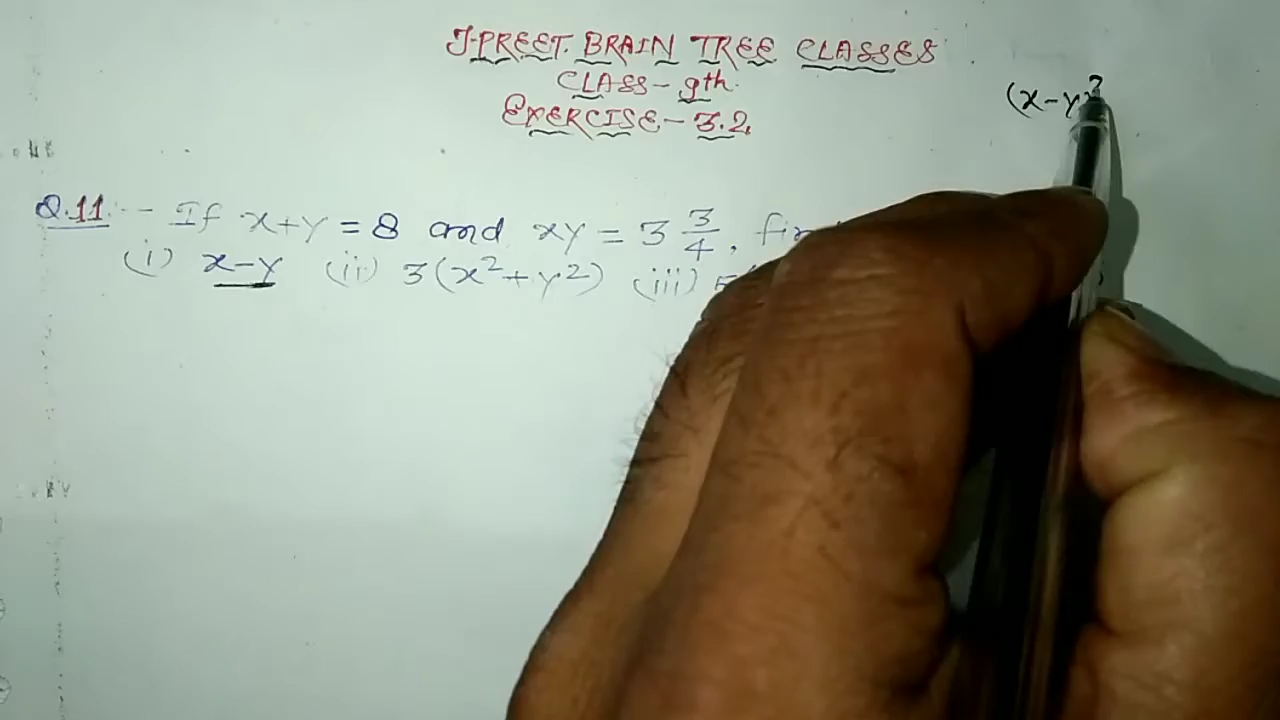 J-PREET. BRAIN TREE CLASSES
CLASS - 9th.
EXERCISE - 3.2.
(x-y)²
Q.11. - If x+y = 8 and xy = 3 3/4,
(i) x-y (ii) 3(x²+y²) (iii)